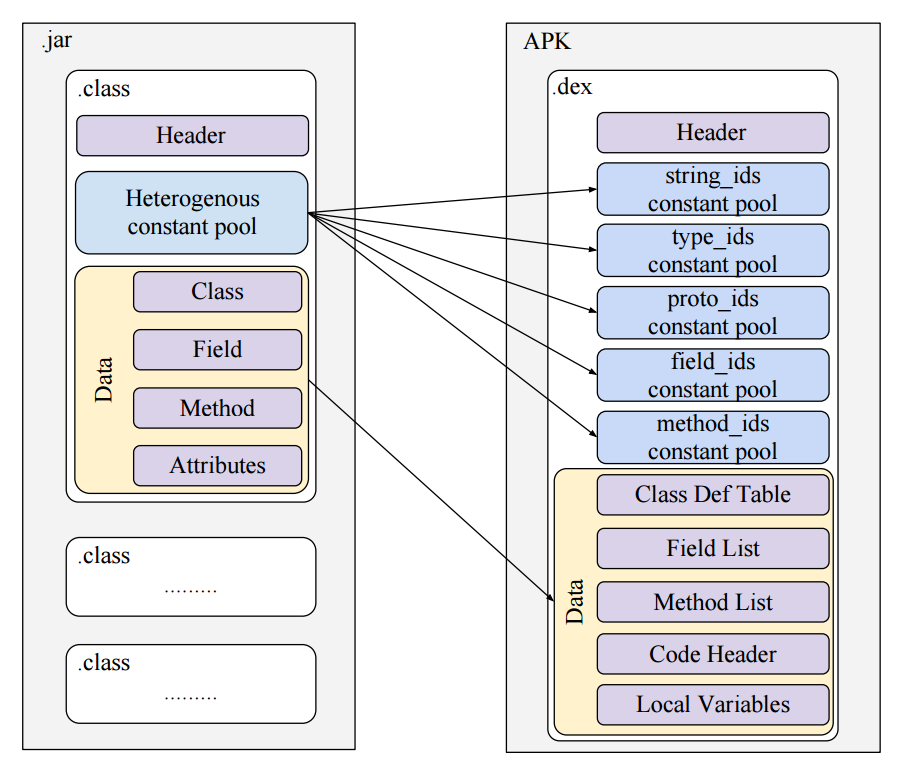 .jar
.class
Header
Heterogenous
constant pool
Data
Class
Field
Method
Attributes
.class
.........
.class
.........
APK
.dex
Header
string_ids
constant pool
type_ids
constant pool
proto_ids
constant pool
field_ids
constant pool
method_ids
constant pool
Data
Class Def Table
Field List
Method List
Code Header
Local Variables